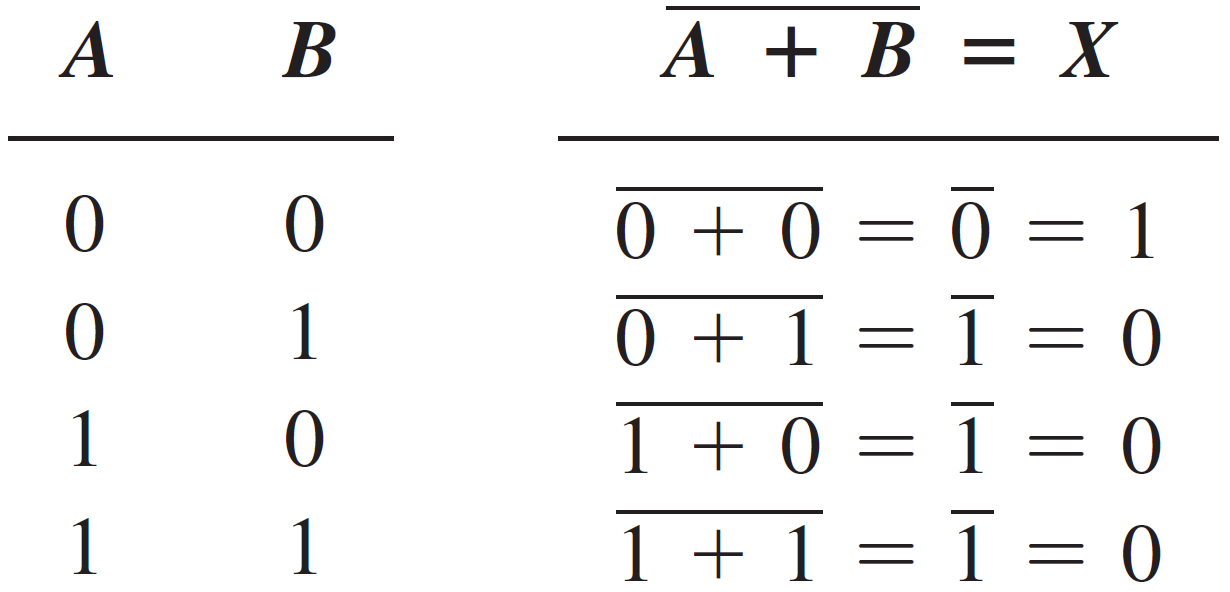 A B A + B = X
0 0 0 + 0 = 0 = 1
0 1 0 + 1 = 1 = 0
1 0 1 + 0 = 1 = 0
1 1 1 + 1 = 1 = 0